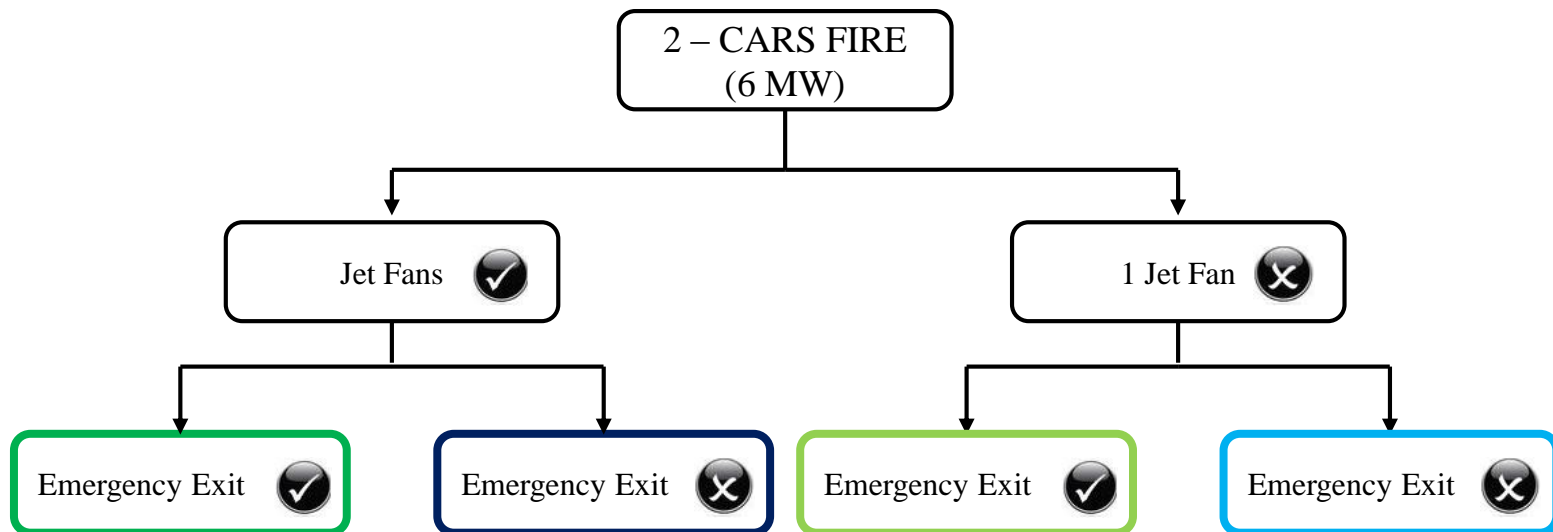 2 – CARS FIRE
(6 MW)
Jet Fans
1 Jet Fan
Emergency Exit
Emergency Exit
Emergency Exit
Emergency Exit